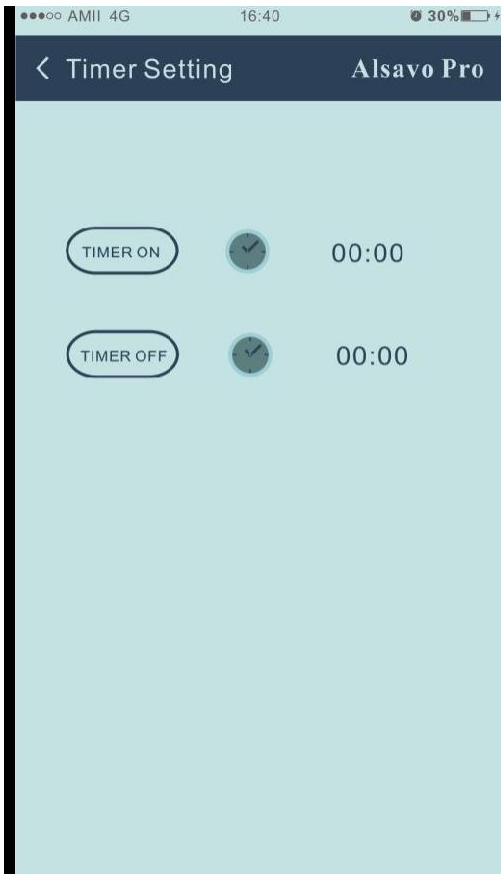 AMII 4G 16:40 30%
Timer Setting Alsavo Pro
TIMER ON 00:00
TIMER OFF 00:00